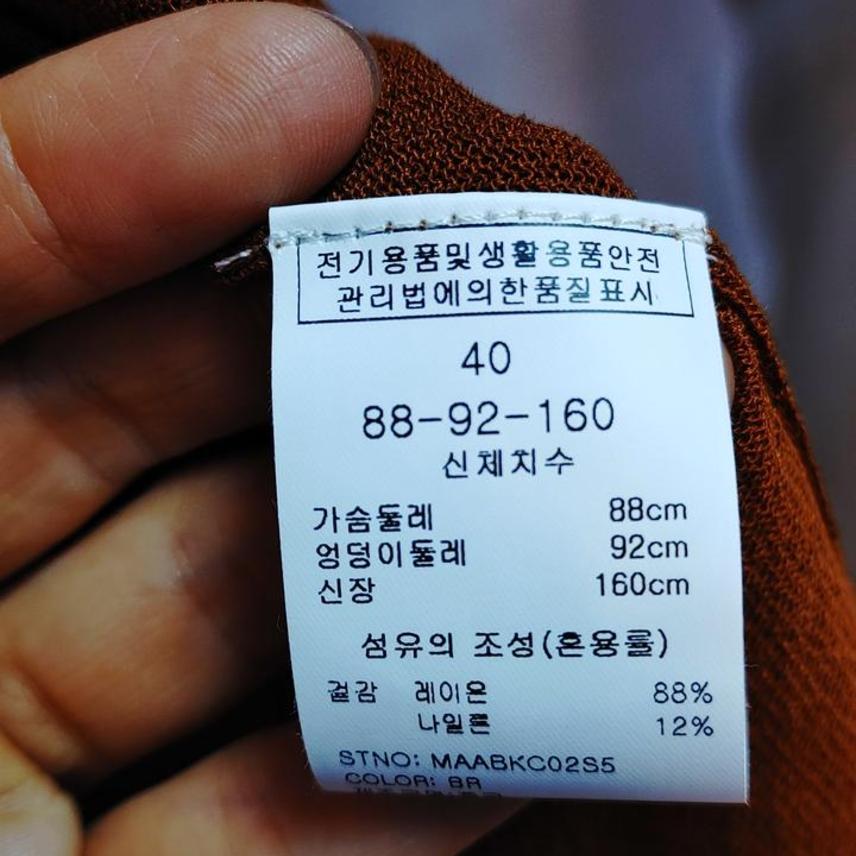 전기용품및생활용품안전
관리법에의한품질표시
40
88-92-160
신체치수
가슴둘레 88cm
엉덩이둘레 92cm
신장 160cm
섬유의 조성(혼용률)
겉감 레이온 88%
나일론 12%
STNO: MAABKC02S5
COLOR: BR